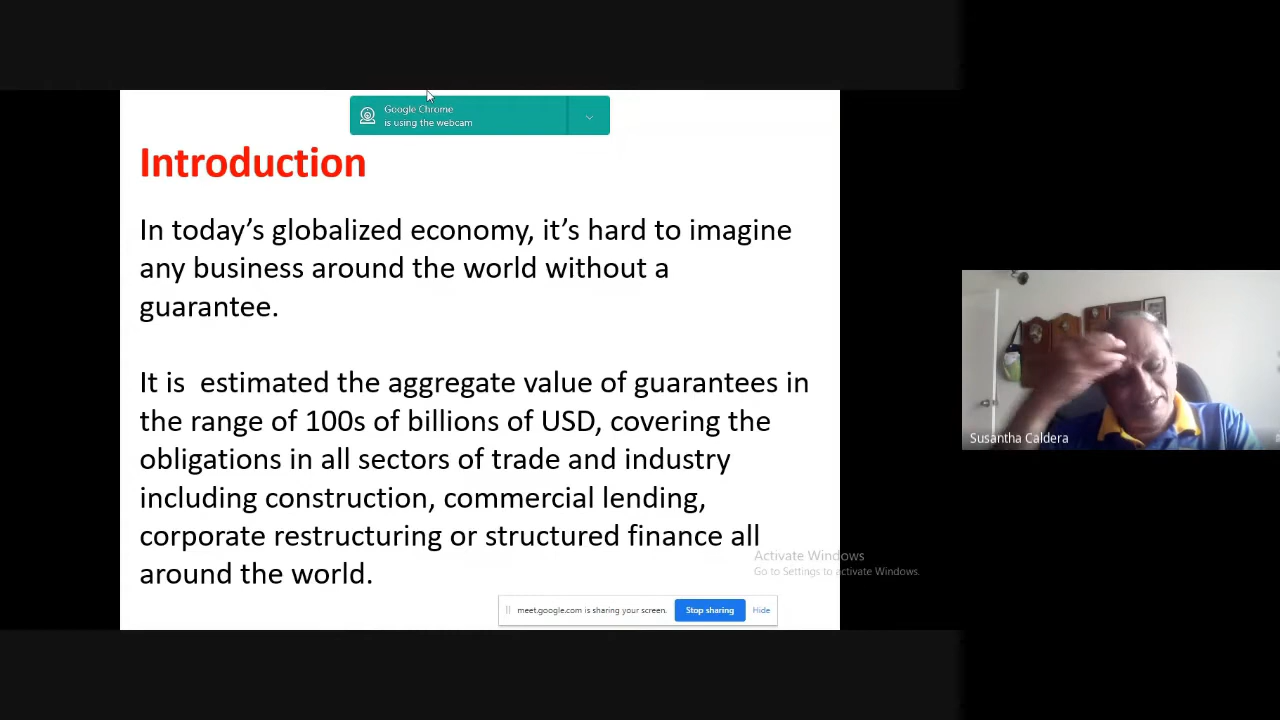 Google Chrome
is using the webcam
Introduction
In today’s globalized economy, it’s hard to imagine
any business around the world without a
guarantee.
It is  estimated the aggregate value of guarantees in
the range of 100s of billions of USD, covering the
obligations in all sectors of trade and industry
including construction, commercial lending,
corporate restructuring or structured finance all
around the world.
Activate Windows
Go to Settings to activate Windows.
meet.google.com is sharing your screen.
Stop sharing
Hide
Susantha Caldera